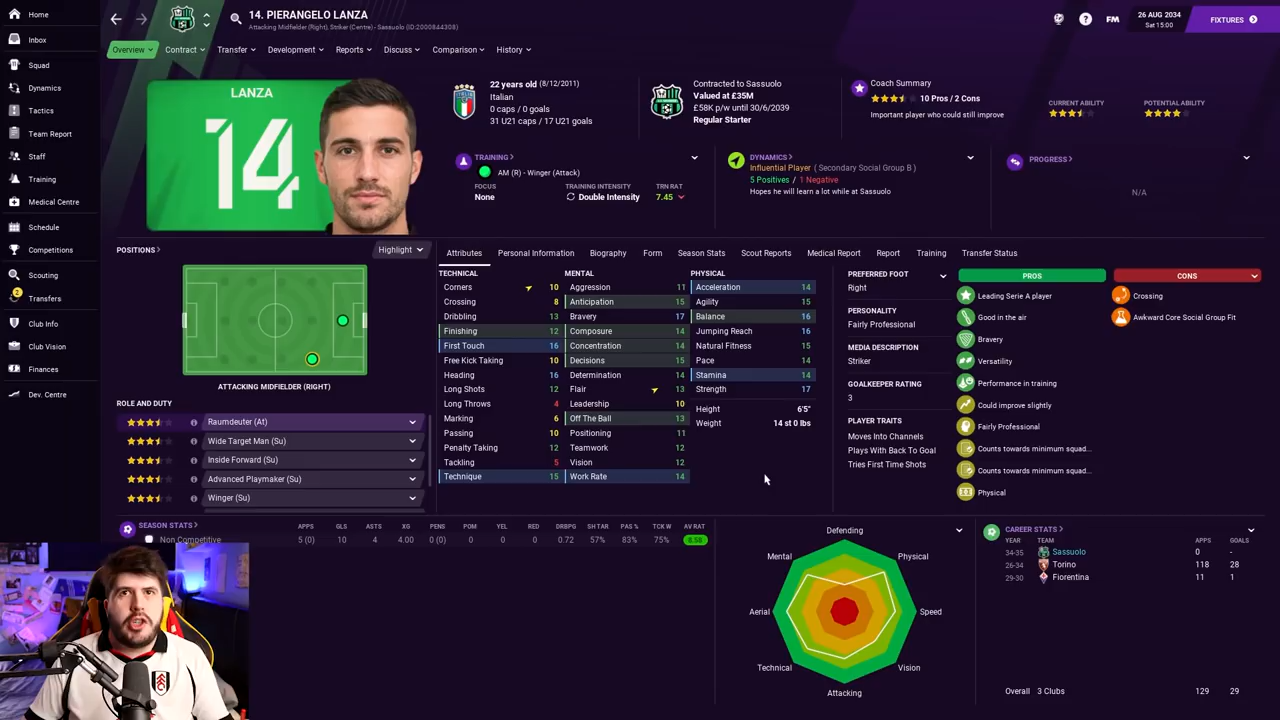 Home
Inbox
Squad
Dynamics
Tactics
Team Report
Staff
Training
Medical Centre
Schedule
Competitions
Scouting
2
Transfers
Club Info
Club Vision
Finances
Dev. Centre
14. PIERANGELO LANZA
Attacking Midfielder (Right), Striker (Centre) - Sassuolo (ID:2000844308)
FM
26 AUG 2034
Sat 15:00
FIXTURES
Overview Contract Transfer Development Reports Discuss Comparison History
LANZA
14
22 years old (8/12/2011)
Italian
0 caps / 0 goals
31 U21 caps / 17 U21 goals
Contracted to Sassuolo
Valued at £35M
£58K p/w until 30/6/2039
Regular Starter
Coach Summary
10 Pros / 2 Cons
Important player who could still improve
CURRENT ABILITY
POTENTIAL ABILITY
TRAINING
AM (R) - Winger (Attack)
FOCUS TRAINING INTENSITY TRN RAT
None Double Intensity 7.45
DYNAMICS
Influential Player ( Secondary Social Group B )
5 Positives / 1 Negative
Hopes he will learn a lot while at Sassuolo
PROGRESS
N/A
POSITIONS
Highlight
ATTACKING MIDFIELDER (RIGHT)
ROLE AND DUTY
Raumdeuter (At)
Wide Target Man (Su)
Inside Forward (Su)
Advanced Playmaker (Su)
Winger (Su)
Attributes Personal Information Biography Form Season Stats Scout Reports Medical Report Report Training Transfer Status
TECHNICAL
Corners 10
Crossing 8
Dribbling 13
Finishing 12
First Touch 16
Free Kick Taking 10
Heading 16
Long Shots 12
Long Throws 4
Marking 6
Passing 10
Penalty Taking 12
Tackling 5
Technique 15
MENTAL
Aggression 11
Anticipation 15
Bravery 17
Composure 14
Concentration 14
Decisions 15
Determination 14
Flair 13
Leadership 10
Off The Ball 13
Positioning 11
Teamwork 12
Vision 12
Work Rate 14
PHYSICAL
Acceleration 14
Agility 15
Balance 16
Jumping Reach 16
Natural Fitness 15
Pace 14
Stamina 14
Strength 17
Height 6'5"
Weight 14 st 0 lbs
PREFERRED FOOT
Right
PERSONALITY
Fairly Professional
MEDIA DESCRIPTION
Striker
GOALKEEPER RATING
3
PLAYER TRAITS
Moves Into Channels
Plays With Back To Goal
Tries First Time Shots
PROS
Leading Serie A player
Good in the air
Bravery
Versatility
Performance in training
Could improve slightly
Fairly Professional
Counts towards minimum squad...
Counts towards minimum squad...
Physical
CONS
Crossing
Awkward Core Social Group Fit
SEASON STATS APPS GLS ASTS XG PENS POM YEL RED DRBPG SH TAR PAS % TCK W AV RAT
Non Competitive 5 (0) 10 4 4.00 0 (0) 0 0 0 0.72 57% 83% 75% 8.58
Defending
Physical
Speed
Vision
Attacking
Technical
Aerial
Mental
CAREER STATS
YEAR TEAM APPS GOALS
34-35 Sassuolo 0 -
26-34 Torino 118 28
29-30 Fiorentina 11 1
Overall 3 Clubs 129 29